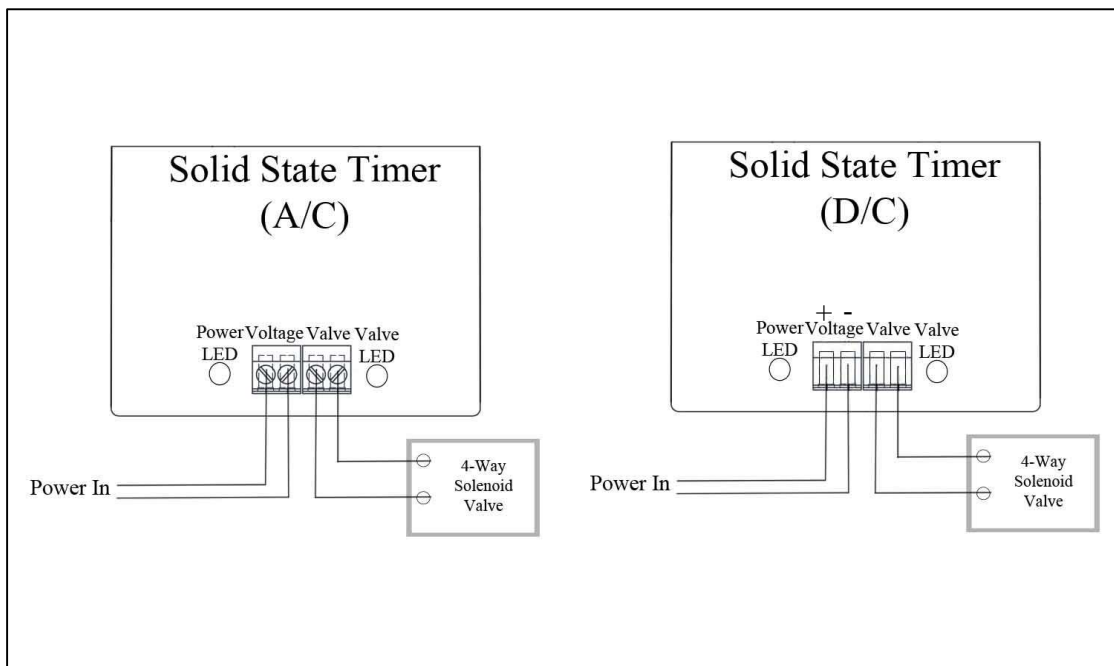 Solid State Timer
(A/C)
Power Voltage Valve Valve
LED LED
Power In
4-Way
Solenoid
Valve
Solid State Timer
(D/C)
+ -
Power Voltage Valve Valve
LED LED
Power In
4-Way
Solenoid
Valve